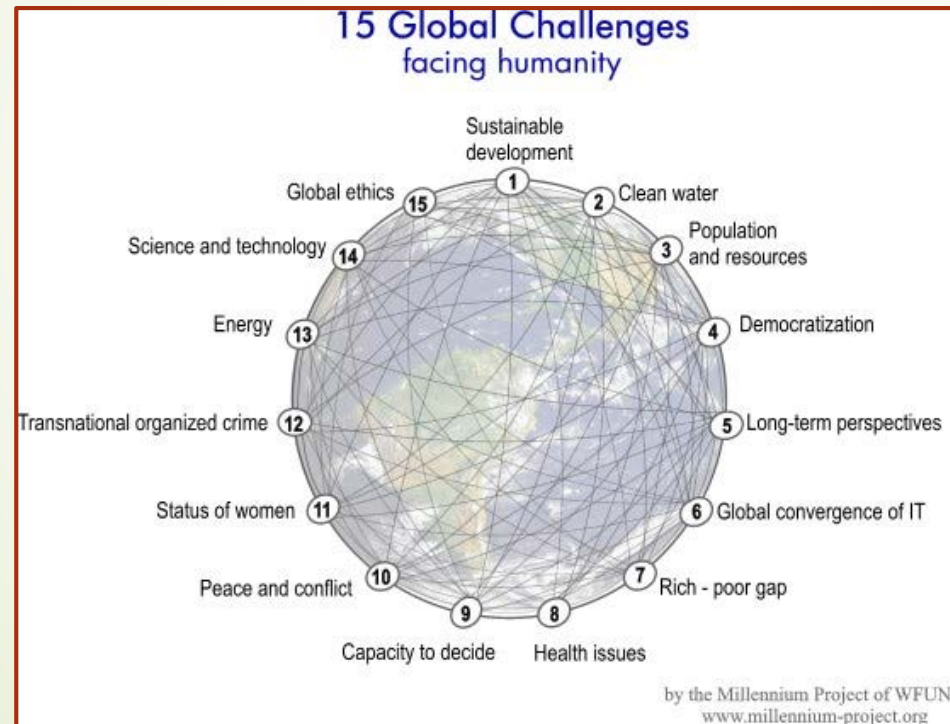 15 Global Challenges
facing humanity
Sustainable
development
1
Clean water
2
Population
and resources
3
Democratization
4
Long-term perspectives
5
Global convergence of IT
6
Rich - poor gap
7
Health issues
8
Capacity to decide
9
Peace and conflict
10
Status of women
11
Transnational organized crime
12
Energy
13
Science and technology
14
Global ethics
15
by the Millennium Project of WFUN
www.millennium-project.org